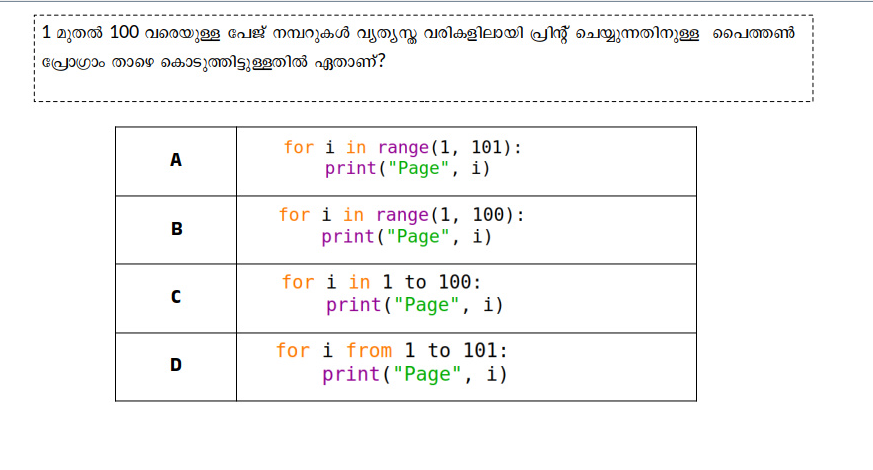 1 മുതൽ 100 വരെയുള്ള പേജ് നമ്പറുകൾ വ്യത്യസ്ത വരികളിലായി പ്രിന്റ് ചെയ്യുന്നതിനുള്ള പൈത്തൺ
പ്രോഗ്രാം താഴെ കൊടുത്തിട്ടുള്ളതിൽ ഏതാണ്?
A
for i in range(1, 101):
print("Page", i)
B
for i in range(1, 100):
print("Page", i)
C
for i in 1 to 100:
print("Page", i)
D
for i from 1 to 101:
print("Page", i)